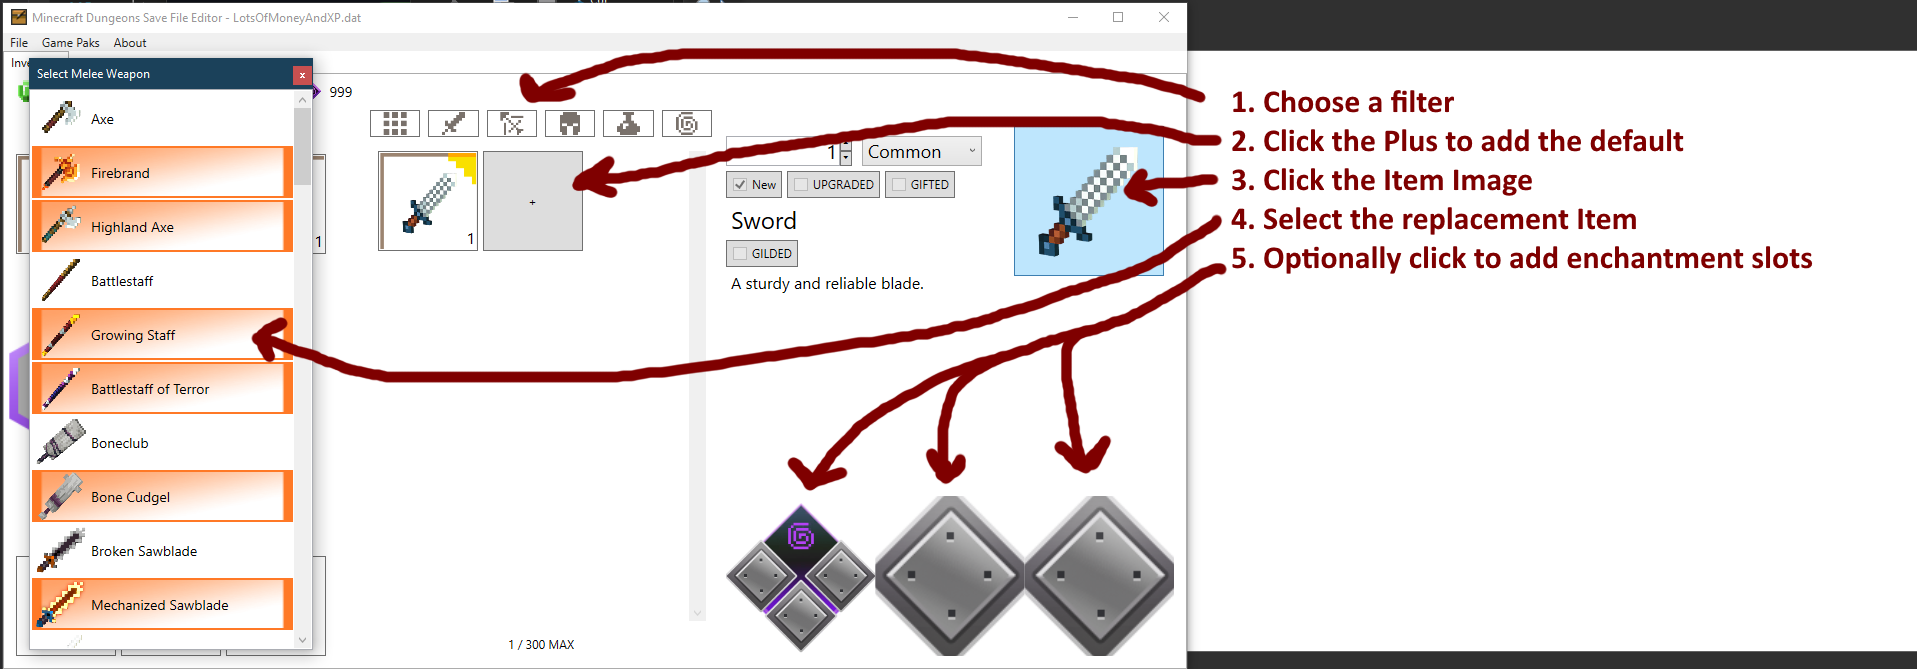 Minecraft Dungeons Save File Editor - LotsOfMoneyAndXP.dat
File Game Paks About
Inve
Select Melee Weapon x
999
Axe
Firebrand
Highland Axe
Battlestaff
Growing Staff
Battlestaff of Terror
Boneclub
Bone Cudgel
Broken Sawblade
Mechanized Sawblade
1
1
+
1 / 300 MAX
1 Common
New UPGRADED GIFTED
Sword
GILDED
A sturdy and reliable blade.
1. Choose a filter
2. Click the Plus to add the default
3. Click the Item Image
4. Select the replacement Item
5. Optionally click to add enchantment slots